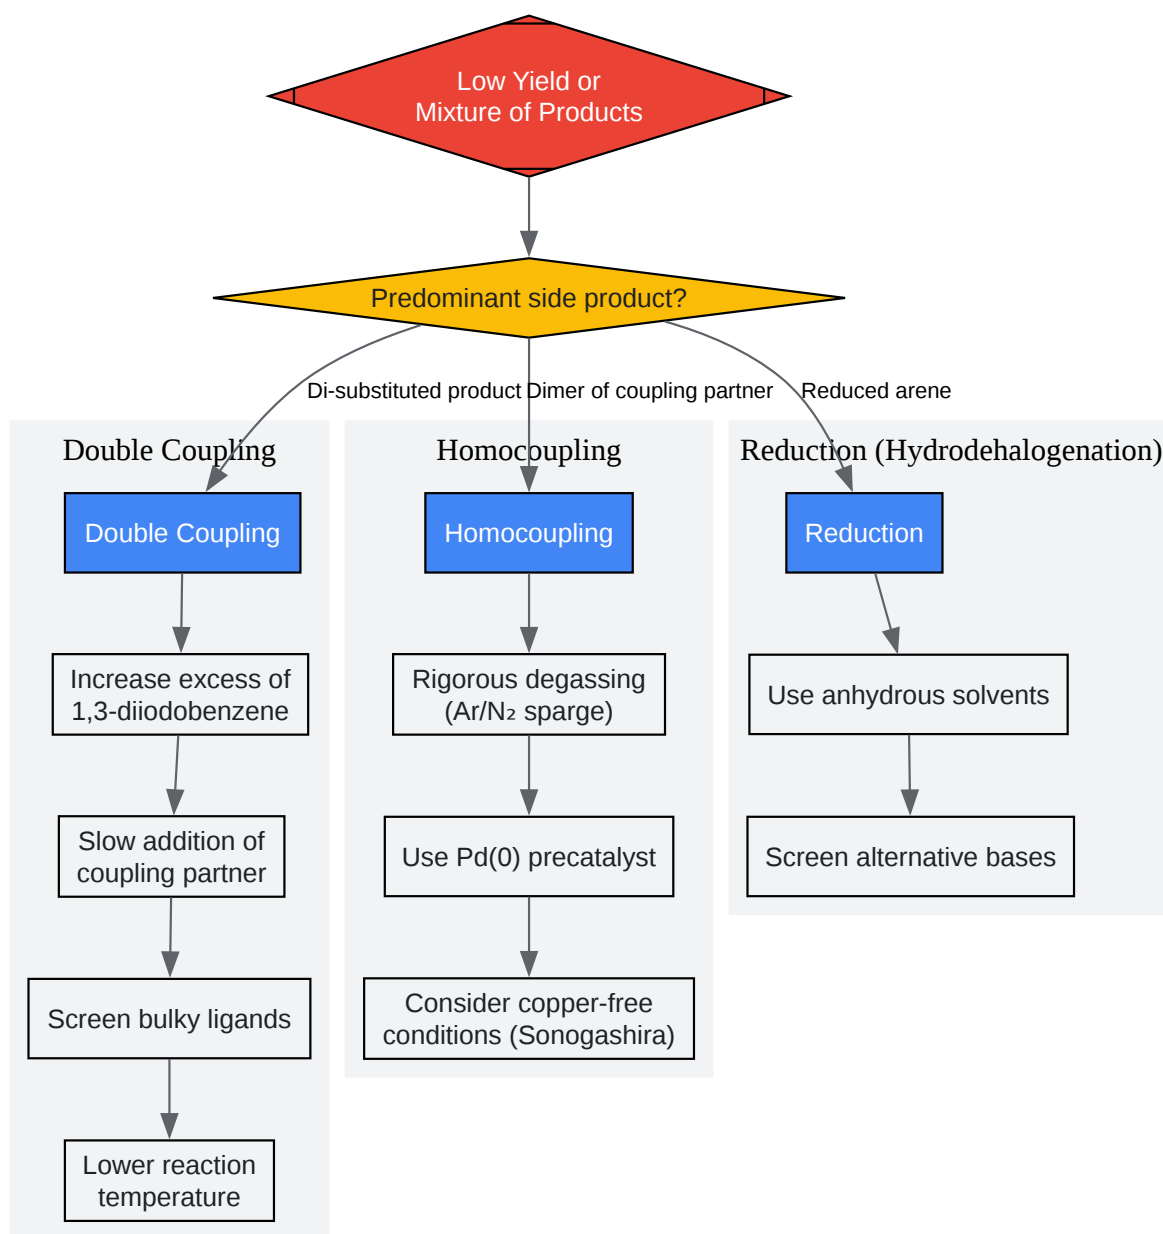 Low Yield or
Mixture of Products
Predominant side product?
Di-substituted product
Dimer of coupling partner
Reduced arene
Double Coupling
Double Coupling
Increase excess of
1,3-diiodobenzene
Slow addition of
coupling partner
Screen bulky ligands
Lower reaction
temperature
Homocoupling
Homocoupling
Rigorous degassing
(Ar/N₂ sparge)
Use Pd(0) precatalyst
Consider copper-free
conditions (Sonogashira)
Reduction (Hydrodehalogenation)
Reduction
Use anhydrous solvents
Screen alternative bases